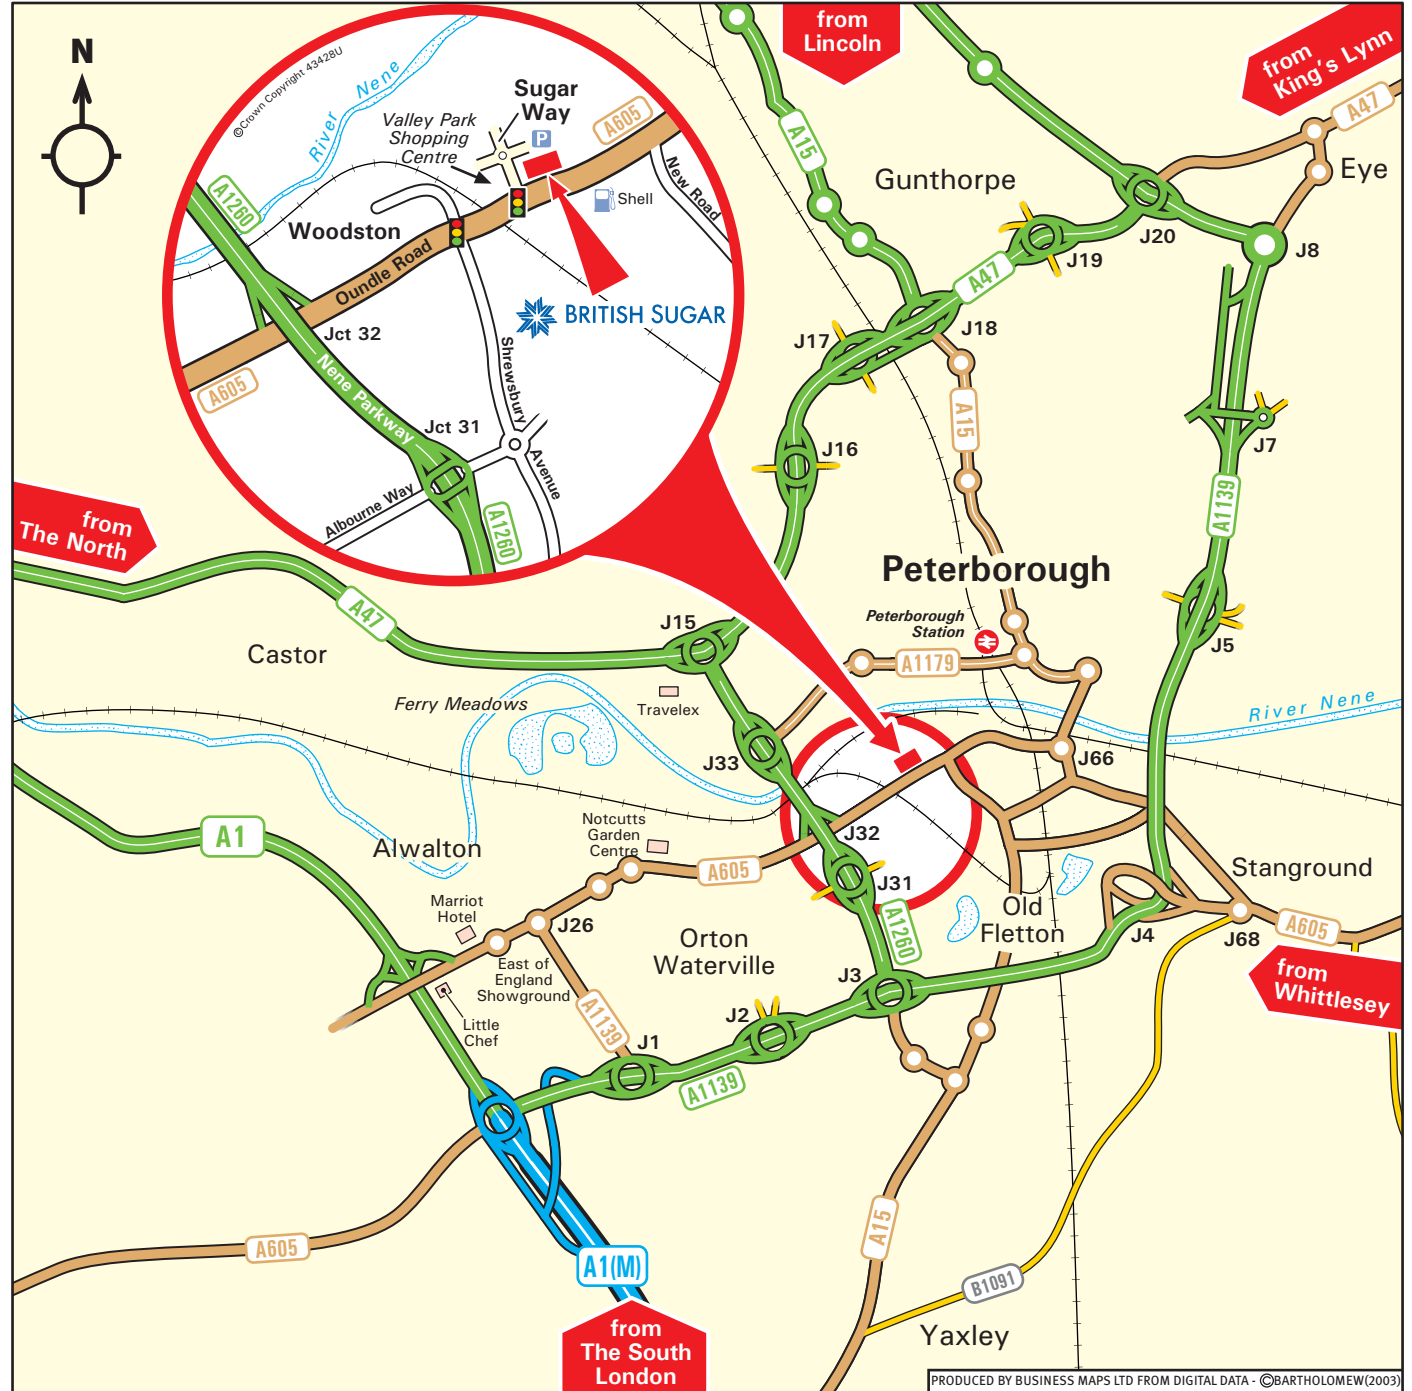 N
©Crown Copyright 43428U
River Nene
Valley Park
Shopping
Centre
Sugar
Way
P
A605
New Road
Shell
A1260
Woodston
Oundle Road
BRITISH SUGAR
Jct 32
A605
Nene Parkway
Shrewsbury
Avenue
Jct 31
Albourne Way
A1260
from
Lincoln
from
King's Lynn
A47
Eye
A15
Gunthorpe
J20
J8
J19
A47
J18
J17
A15
J16
J7
A1139
from
The North
A47
Peterborough
Peterborough
Station
J15
A1179
J5
Castor
Ferry Meadows
Travelex
River Nene
J33
J66
A1
Alwalton
Notcutts
Garden
Centre
J32
A605
J31
Stanground
Marriot
Hotel
J26
A1260
Old
Fletton
J4
J68
A605
Orton
Waterville
East of
England
Showground
J3
from
Whittlesey
Little
Chef
A1139
J2
J1
A1139
A605
A1(M)
A15
B1091
Yaxley
from
The South
London
PRODUCED BY BUSINESS MAPS LTD FROM DIGITAL DATA - ©BARTHOLOMEW(2003)